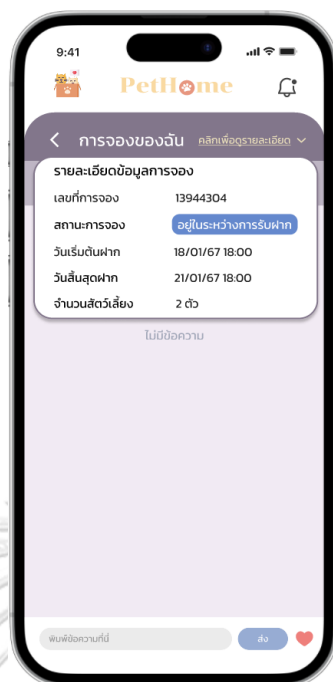 9:41
PetHome
การจองของฉัน คลิกเพื่อดูรายละเอียด
รายละเอียดข้อมูลการจอง
เลขที่การจอง 13944304
สถานะการจอง อยู่ในระหว่างการรับฝาก
วันเริ่มต้นฝาก 18/01/67 18:00
วันสิ้นสุดฝาก 21/01/67 18:00
จำนวนสัตว์เลี้ยง 2 ตัว
ไม่มีข้อความ
พิมพ์ข้อความที่นี่ ส่ง